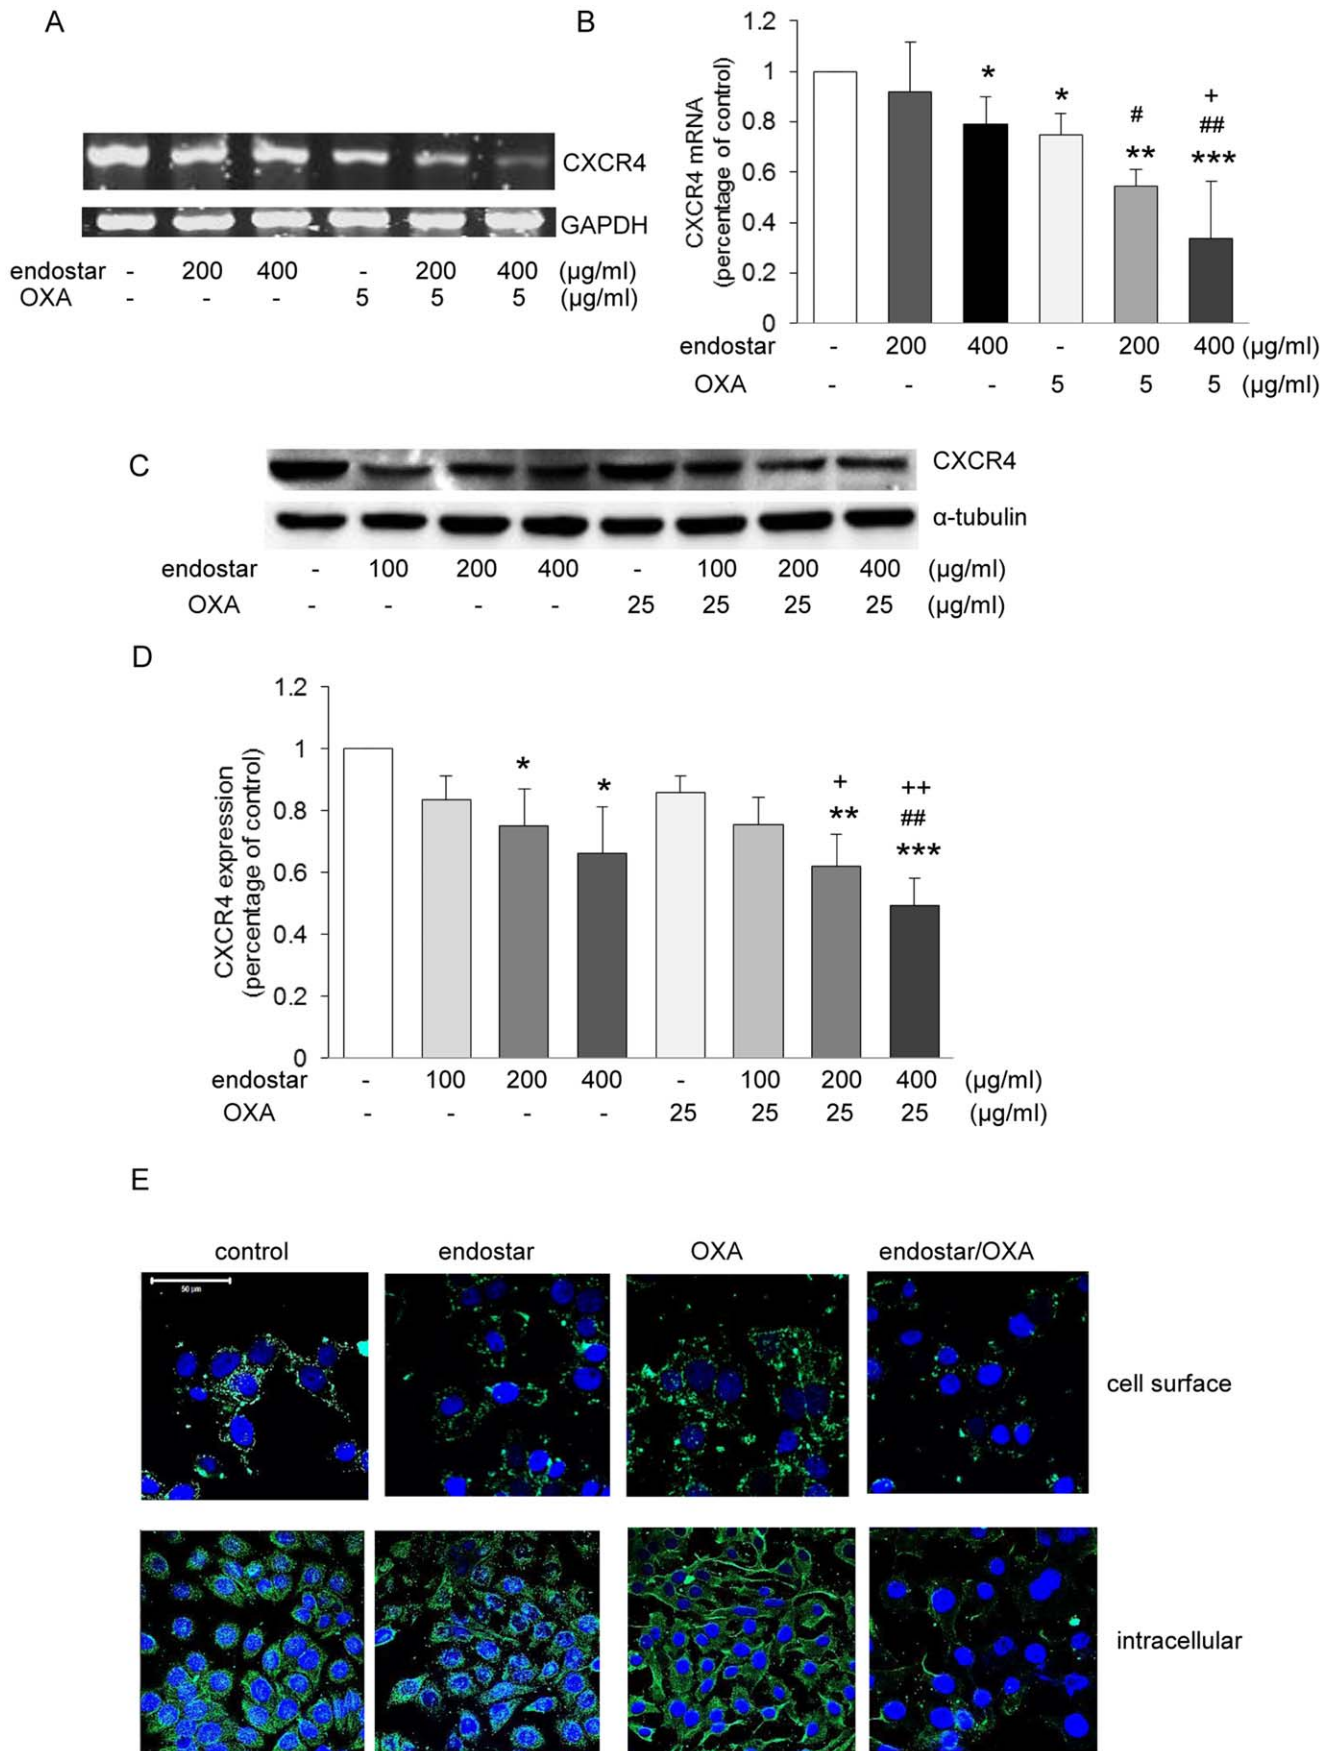 A
CXCR4
GAPDH
endostar - 200 400 - 200 400 (µg/ml)
OXA - - - 5 5 5 (µg/ml)
B
CXCR4 mRNA
(percentage of control)
1.2
1
0.8
0.6
0.4
0.2
0
*
*
#
**
+
##
***
endostar - 200 400 - 200 400 (µg/ml)
OXA - - - 5 5 5 (µg/ml)
C
CXCR4
α-tubulin
endostar - 100 200 400 - 100 200 400 (µg/ml)
OXA - - - - 25 25 25 25 (µg/ml)
D
CXCR4 expression
(percentage of control)
1.2
1
0.8
0.6
0.4
0.2
0
*
*
+
**
++
##
***
endostar - 100 200 400 - 100 200 400 (µg/ml)
OXA - - - - 25 25 25 25 (µg/ml)
E
control endostar OXA endostar/OXA
50 µm
cell surface
intracellular